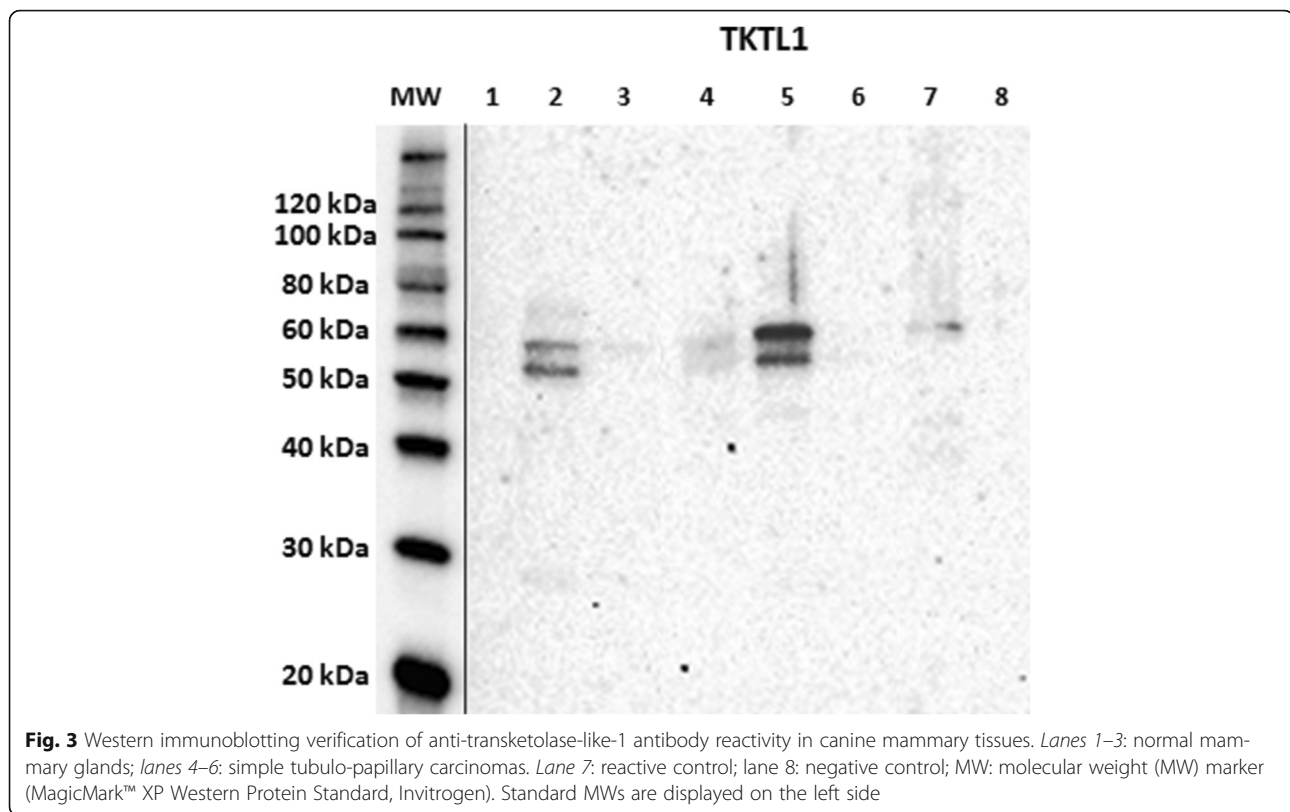 TKTL1
MW 1 2 3 4 5 6 7 8
120 kDa
100 kDa
80 kDa
60 kDa
50 kDa
40 kDa
30 kDa
20 kDa
Fig. 3 Western immunoblotting verification of anti-transketolase-like-1 antibody reactivity in canine mammary tissues. Lanes 1–3: normal mam-
mary glands; lanes 4–6: simple tubulo-papillary carcinomas. Lane 7: reactive control; lane 8: negative control; MW: molecular weight (MW) marker
(MagicMark™ XP Western Protein Standard, Invitrogen). Standard MWs are displayed on the left side